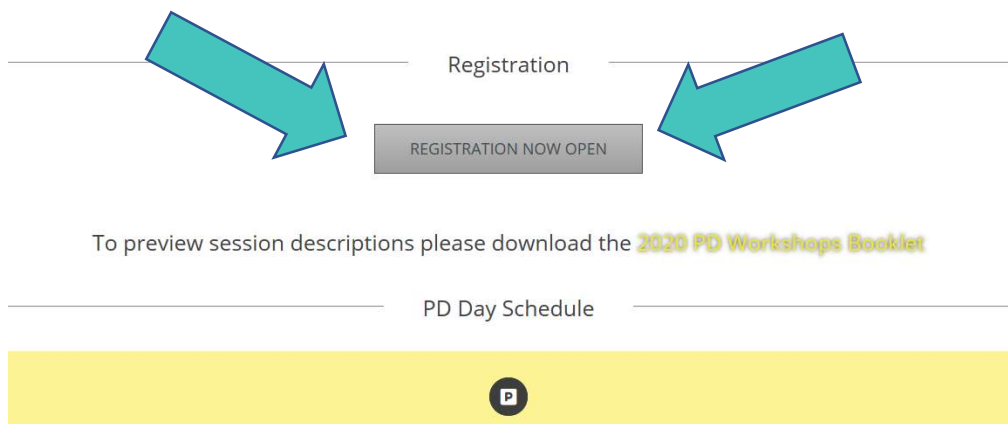 Registration
REGISTRATION NOW OPEN
To preview session descriptions please download the 2020 PD Workshops Booklet
PD Day Schedule
P